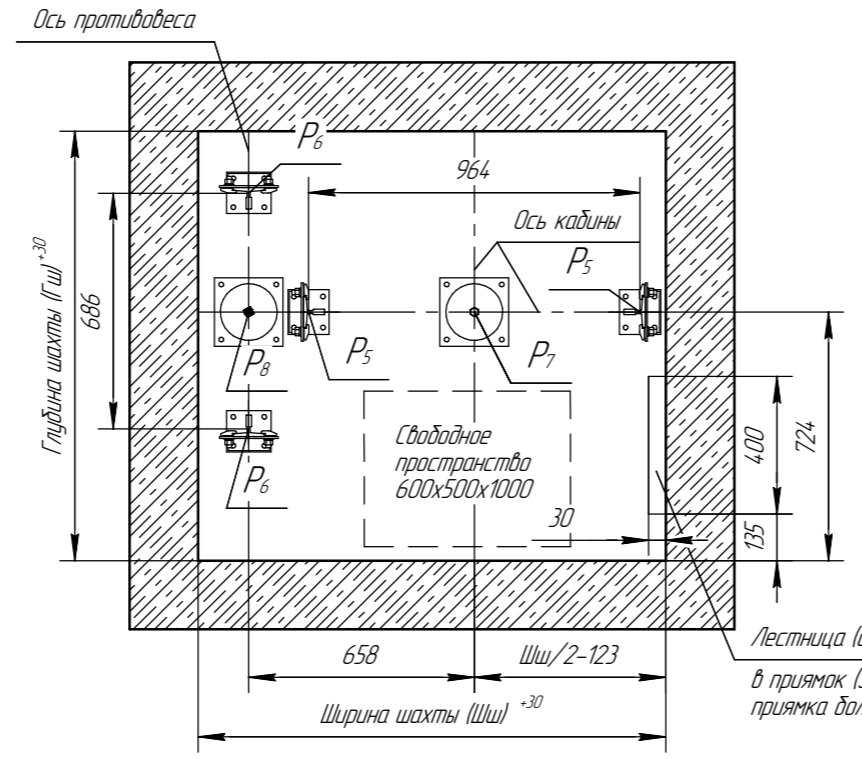 Ось противовеса
P6
964
Ось кабины
P5
Глубина шахты (Гш) +30
686
P8
P5
P7
Свободное
пространство
600х500х1000
P6
30
400
724
135
658
Шш/2-123
Лестница
в приямок
приямка
Ширина шахты (Шш) +30